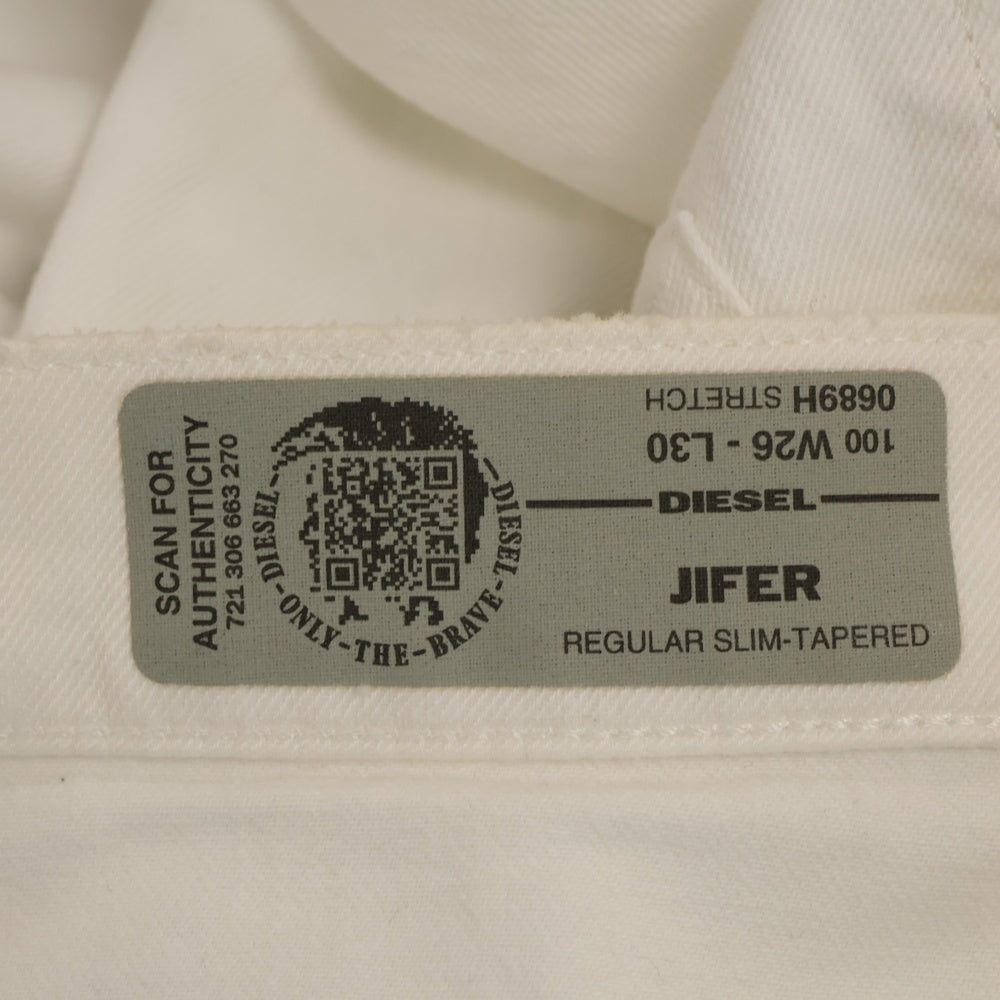 SCAN FOR
AUTHENTICITY
721 306 663 270
DIESEL-ONLY-THE-BRAVE-DIESEL
0689H STRETCH
100 W26 - L30
DIESEL
JIFER
REGULAR SLIM-TAPERED